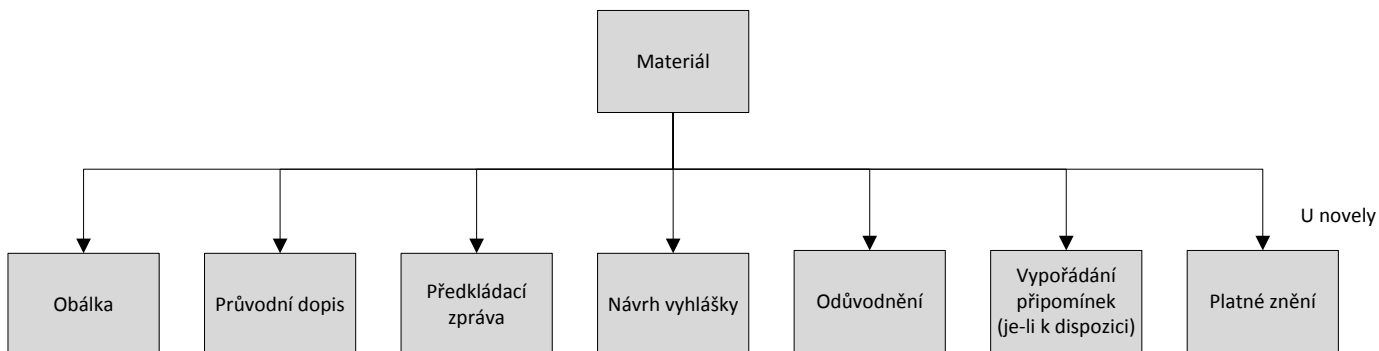 Materiál
U novely
Obálka
Průvodní dopis
Předkládací
zpráva
Návrh vyhlášky
Odůvodnění
Vypořádání
připomínek
(je-li k dispozici)
Platné znění